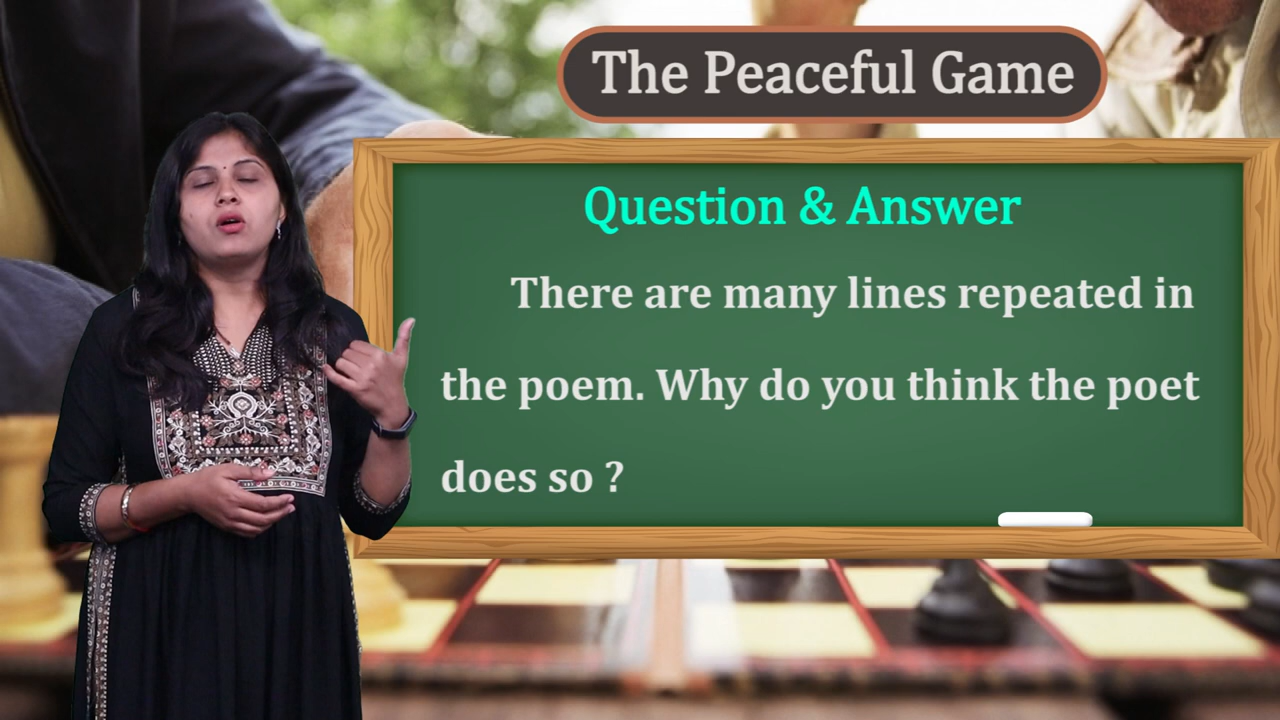 The Peaceful Game
Question & Answer
There are many lines repeated in
the poem. Why do you think the poet
does so ?